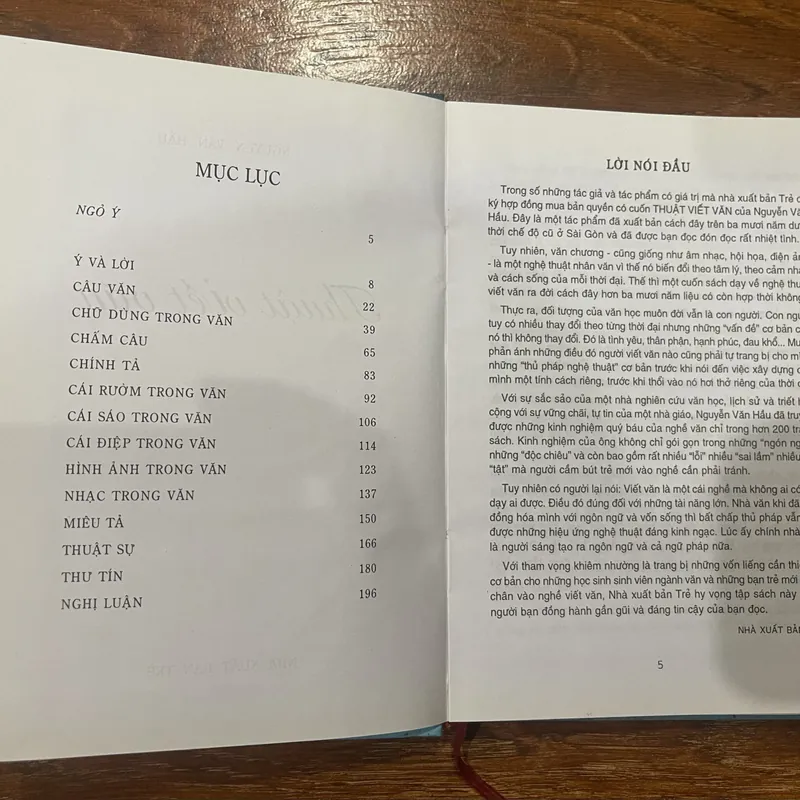 MỤC LỤC
NGỎ Ý
5
Ý VÀ LỜI 8
CÂU VĂN 22
CHỮ DÙNG TRONG VĂN 39
CHẤM CÂU 65
CHÍNH TẢ 83
CÁI RƯỜM TRONG VĂN 92
CÁI SÁO TRONG VĂN 106
CÁI ĐIỆP TRONG VĂN 114
HÌNH ẢNH TRONG VĂN 123
NHẠC TRONG VĂN 137
MIÊU TẢ 150
THUẬT SỰ 166
THƯ TÍN 180
NGHỊ LUẬN 196
LỜI NÓI ĐẦU
Trong số những tác giả và tác phẩm có giá trị mà nhà xuất bản Trẻ
ký hợp đồng mua bản quyền có cuốn THUẬT VIẾT VĂN của Nguyễn
Hầu. Đây là một tác phẩm đã xuất bản cách đây trên ba mươi năm
thời chế độ cũ ở Sài Gòn và đã được bạn đọc đón đọc rất nhiệt tình.
Tuy nhiên, văn chương - cũng giống như âm nhạc, hội họa, điện
- là một nghệ thuật nhân văn vì thế nó biến đổi theo tâm lý, theo cảm
và cách sống của mỗi thời đại. Thế thì một cuốn sách dạy về nghệ
viết văn ra đời cách đây hơn ba mươi năm liệu có còn hợp thời
Thực ra, đối tượng của văn học muôn đời vẫn là con người. Con
tuy có nhiều thay đổi theo từng thời đại nhưng những “vấn đề” cơ bản
nó thì không thay đổi. Đó là tình yêu, thân phận, hạnh phúc, đau khổ...
phản ánh những điều đó người viết văn nào cũng phải tự trang bị cho
những “thủ pháp nghệ thuật” cơ bản trước khi nói đến việc xây dựng
mình một tính cách riêng, trước khi thổi vào nó hơi thở riêng của thời
Với sự sắc sảo của một nhà nghiên cứu văn học, lịch sử và triết
cộng với sự vững chãi, tự tin của một nhà giáo, Nguyễn Văn Hầu đã
được những kinh nghiệm quý báu của nghề văn chỉ trong hơn 200
sách. Kinh nghiệm của ông không chỉ gói gọn trong những “ngón
những “độc chiêu” và còn bao gồm rất nhiều “lỗi” nhiều “sai lầm” nhiều
“tật” mà người cầm bút trẻ mới vào nghề cần phải tránh.
Tuy nhiên có người lại nói: Viết văn là một cái nghề mà không ai có
dạy ai được. Điều đó đúng đối với những tài năng lớn. Nhà văn khi đã
đồng hóa mình với ngôn ngữ và vốn sống thì bất chấp thủ pháp vẫn
được những hiệu ứng nghệ thuật đáng kinh ngạc. Lúc ấy chính nhà
là người sáng tạo ra ngôn ngữ và cả ngữ pháp nữa.
Với tham vọng khiêm nhường là trang bị những vốn liếng cần
cơ bản cho những học sinh sinh viên ngành văn và những bạn trẻ mới
chân vào nghề viết văn, Nhà xuất bản Trẻ hy vọng tập sách này
người bạn đồng hành gần gũi và đáng tin cậy của bạn đọc.
NHÀ XUẤT BẢN
5